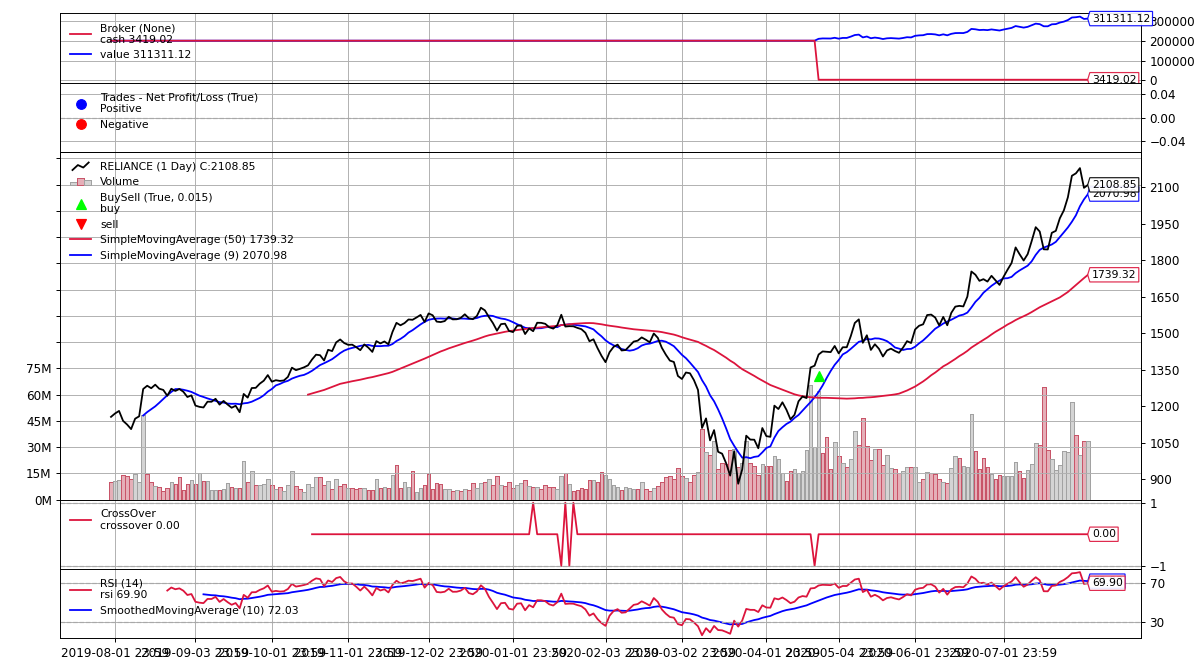 Broker (None)
cash 3419.02
value 311311.12
311311.12
300000
200000
100000
0
3419.02
Trades - Net Profit/Loss (True)
Positive
Negative
0.04
0.00
−0.04
RELIANCE (1 Day) C:2108.85
Volume
BuySell (True, 0.015)
buy
sell
SimpleMovingAverage (50) 1739.32
SimpleMovingAverage (9) 2070.98
75M
60M
45M
30M
15M
0M
2108.85
2070.98
1739.32
2100
1950
1800
1650
1500
1350
1200
1050
900
CrossOver
crossover 0.00
1
0.00
−1
RSI (14)
rsi 69.90
SmoothedMovingAverage (10) 72.03
70
69.90
30
2019-08-01 23:59
2019-09-03 23:59
2019-10-01 23:59
2019-11-01 23:59
2019-12-02 23:59
2020-01-01 23:59
2020-02-03 23:59
2020-03-02 23:59
2020-04-01 23:59
2020-05-04 23:59
2020-06-01 23:59
2020-07-01 23:59